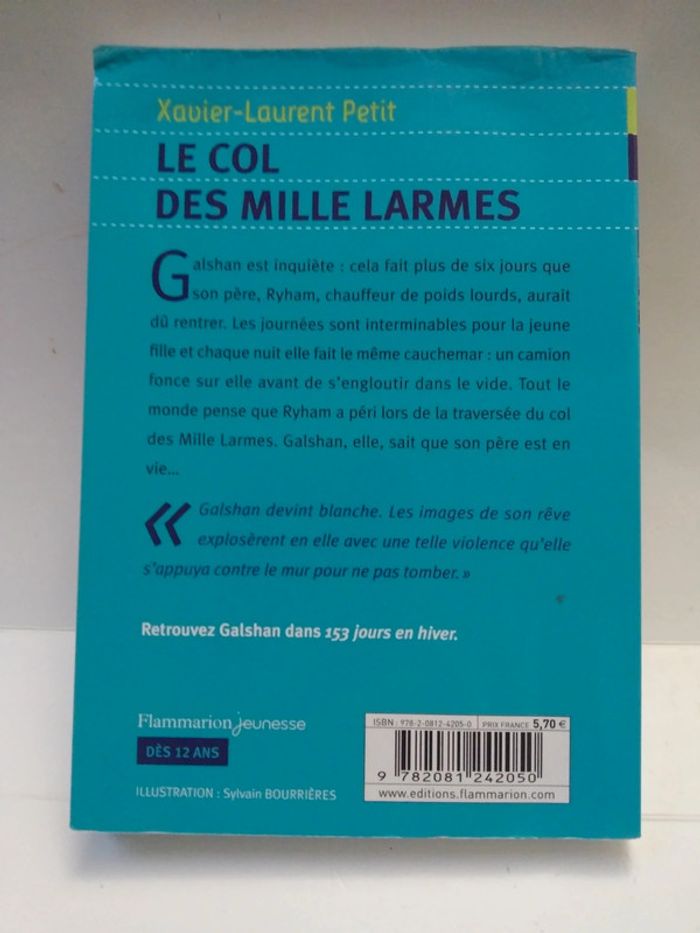 Xavier-Laurent Petit
LE COL
DES MILLE LARMES
Galshan est inquiète : cela fait plus de six jours que
son père, Ryham, chauffeur de poids lourds, aurait
dû rentrer. Les journées sont interminables pour la jeune
fille et chaque nuit elle fait le même cauchemar : un camion
fonce sur elle avant de s'engloutir dans le vide. Tout le
monde pense que Ryham a péri lors de la traversée du col
des Mille Larmes. Galshan, elle, sait que son père est en
vie...
« Galshan devint blanche. Les images de son rêve
explosèrent en elle avec une telle violence qu'elle
s'appuya contre le mur pour ne pas tomber. »
Retrouvez Galshan dans 153 jours en hiver.
Flammarion jeunesse
DÈS 12 ANS
ILLUSTRATION : Sylvain BOURRIÈRES
ISBN : 978-2-0812-4205-0 PRIX FRANCE 5,70 €
9 782081 242050
www.editions.flammarion.com